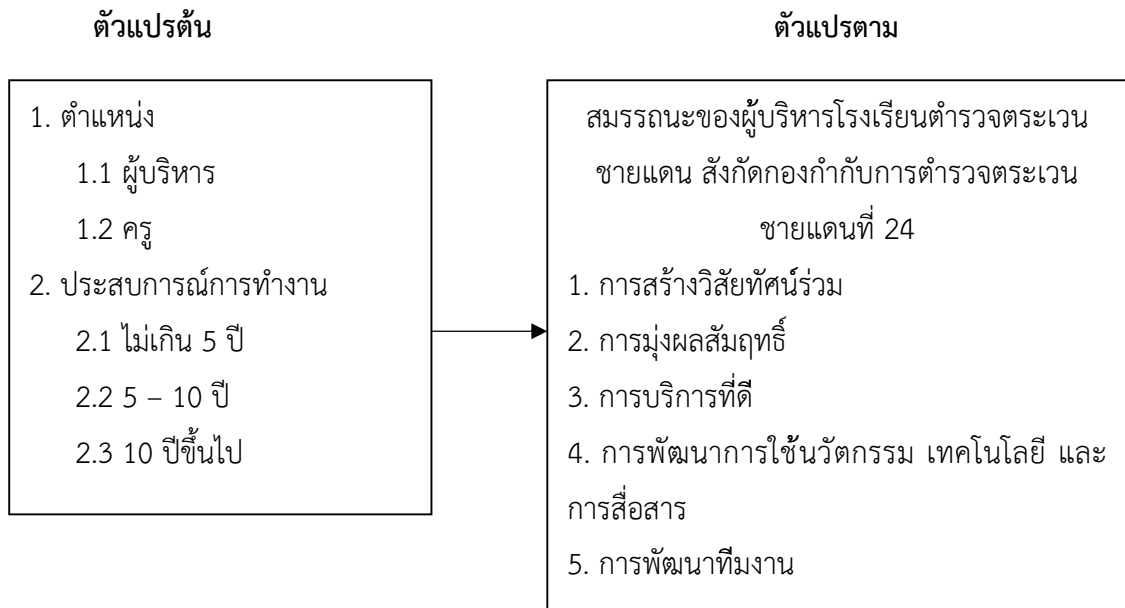 ตัวแปรต้น
ตัวแปรตาม
1. ตำแหน่ง
1.1 ผู้บริหาร
1.2 ครู
2. ประสบการณ์การทำงาน
2.1 ไม่เกิน 5 ปี
2.2 5 – 10 ปี
2.3 10 ปีขึ้นไป
สมรรถนะของผู้บริหารโรงเรียนตำรวจตระเวน
ชายแดน สังกัดกองกำกับการตำรวจตระเวน
ชายแดนที่ 24
1. การสร้างวิสัยทัศน์ร่วม
2. การมุ่งผลสัมฤทธิ์
3. การบริการที่ดี
4. การพัฒนาการใช้นวัตกรรม เทคโนโลยี และ
การสื่อสาร
5. การพัฒนาทีมงาน